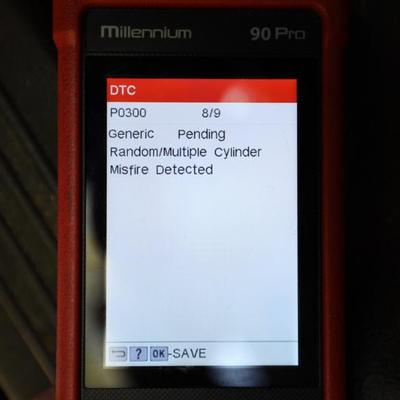 Millennium 90 Pro
DTC
P0300 8/9
Generic Pending
Random/Multiple Cylinder
Misfire Detected
? OK-SAVE